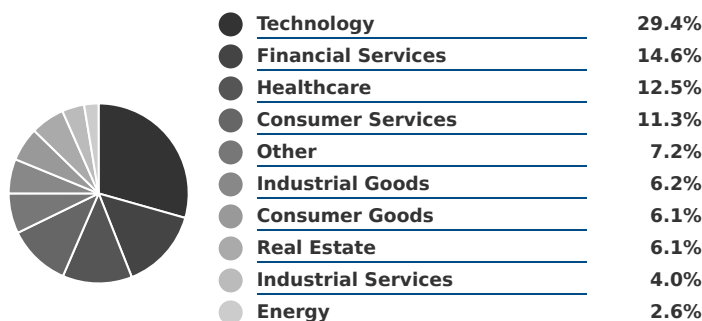 Technology 29.4%
Financial Services 14.6%
Healthcare 12.5%
Consumer Services 11.3%
Other 7.2%
Industrial Goods 6.2%
Consumer Goods 6.1%
Real Estate 6.1%
Industrial Services 4.0%
Energy 2.6%